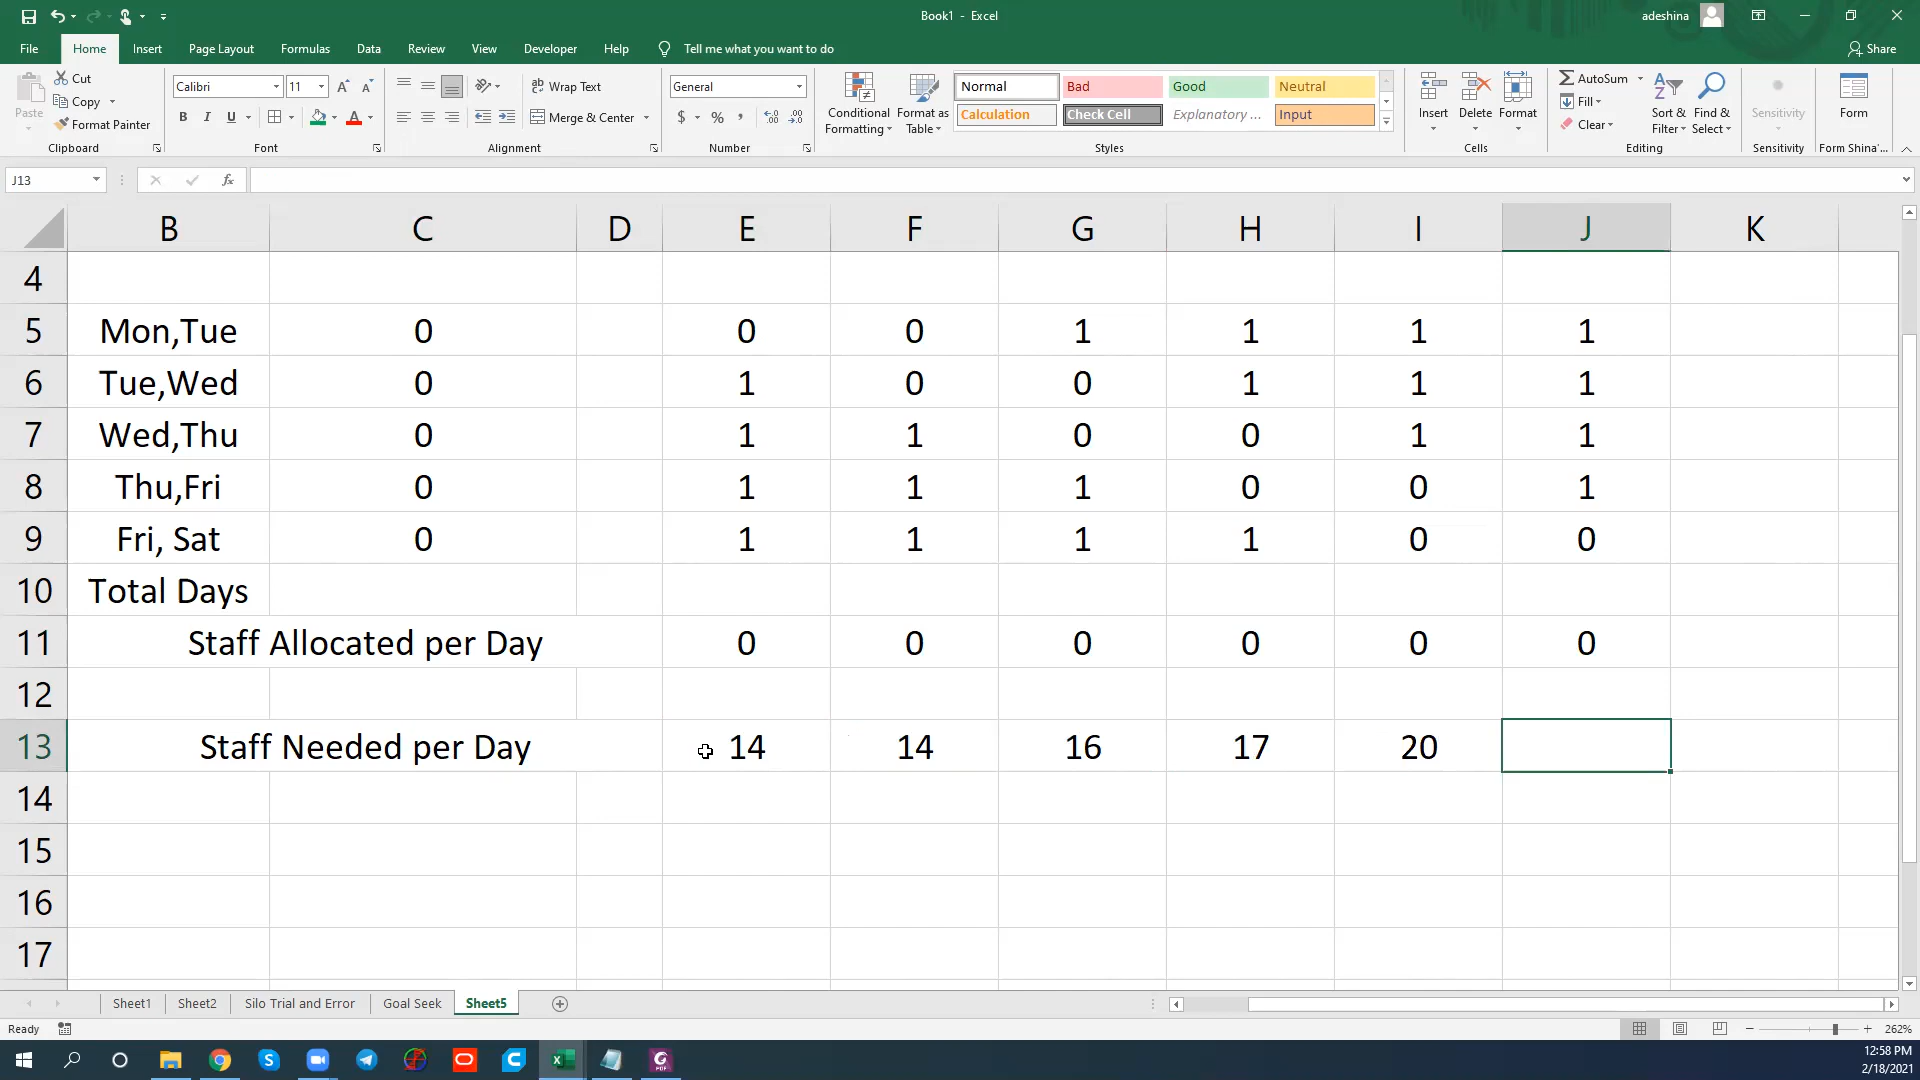 Book1 - Excel
adeshina
File Home Insert Page Layout Formulas Data Review View Developer Help Tell me what you want to do Share
Paste
Cut
Copy
Format Painter
Clipboard
Calibri 11
B I U
Font
Wrap Text
Merge & Center
Alignment
General
$ % ,
Number
Conditional Formatting
Format as Table
Normal Bad Good Neutral
Calculation Check Cell Explanatory ... Input
Styles
Insert Delete Format
Cells
AutoSum
Fill
Clear
Sort & Filter
Find & Select
Editing
Sensitivity
Sensitivity
Form
Form Shina'...
J13 fx
B C D E F G H I J K
4
5 Mon,Tue 0 0 0 1 1 1 1
6 Tue,Wed 0 1 0 0 1 1 1
7 Wed,Thu 0 1 1 0 0 1 1
8 Thu,Fri 0 1 1 1 0 0 1
9 Fri, Sat 0 1 1 1 1 0 0
10 Total Days
11 Staff Allocated per Day 0 0 0 0 0 0
12
13 Staff Needed per Day 14 14 16 17 20
14
15
16
17
Sheet1 Sheet2 Silo Trial and Error Goal Seek Sheet5
Ready
262%
12:58 PM
2/18/2021